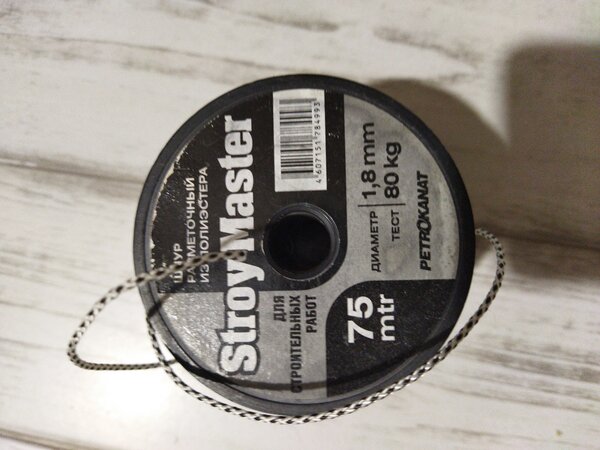 ШНУР
РАЗМЕТОЧНЫЙ
ИЗ ПОЛИЭСТЕРА
StroyMaster
ДЛЯ
СТРОИТЕЛЬНЫХ
РАБОТ
4607151784993
ДИАМЕТР 1,8 mm
ТЕСТ 80 kg
PETROKANAT
75
mtr